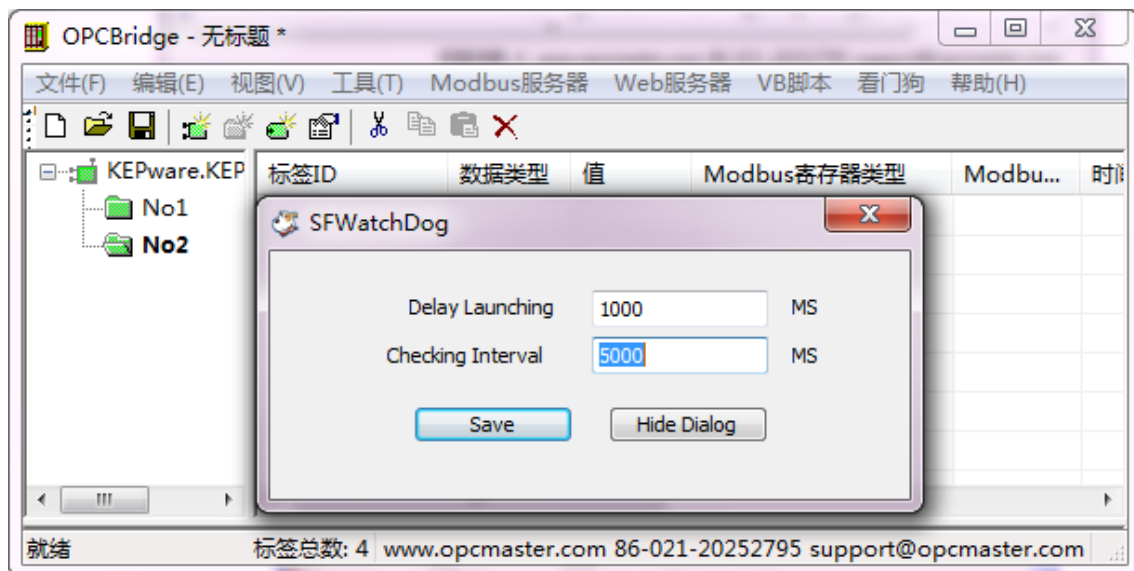 OPCBridge - 无标题 *
文件(F) 编辑(E) 视图(V) 工具(T) Modbus服务器 Web服务器 VB脚本 看门狗 帮助(H)
KEPware.KEP 标签ID 数据类型 值 Modbus寄存器类型 Modbu...
No1
No2
SFWatchDog
Delay Launching 1000 MS
Checking Interval 5000 MS
Save Hide Dialog
就绪 标签总数: 4 www.opcmaster.com 86-021-20252795 support@opcmaster.com